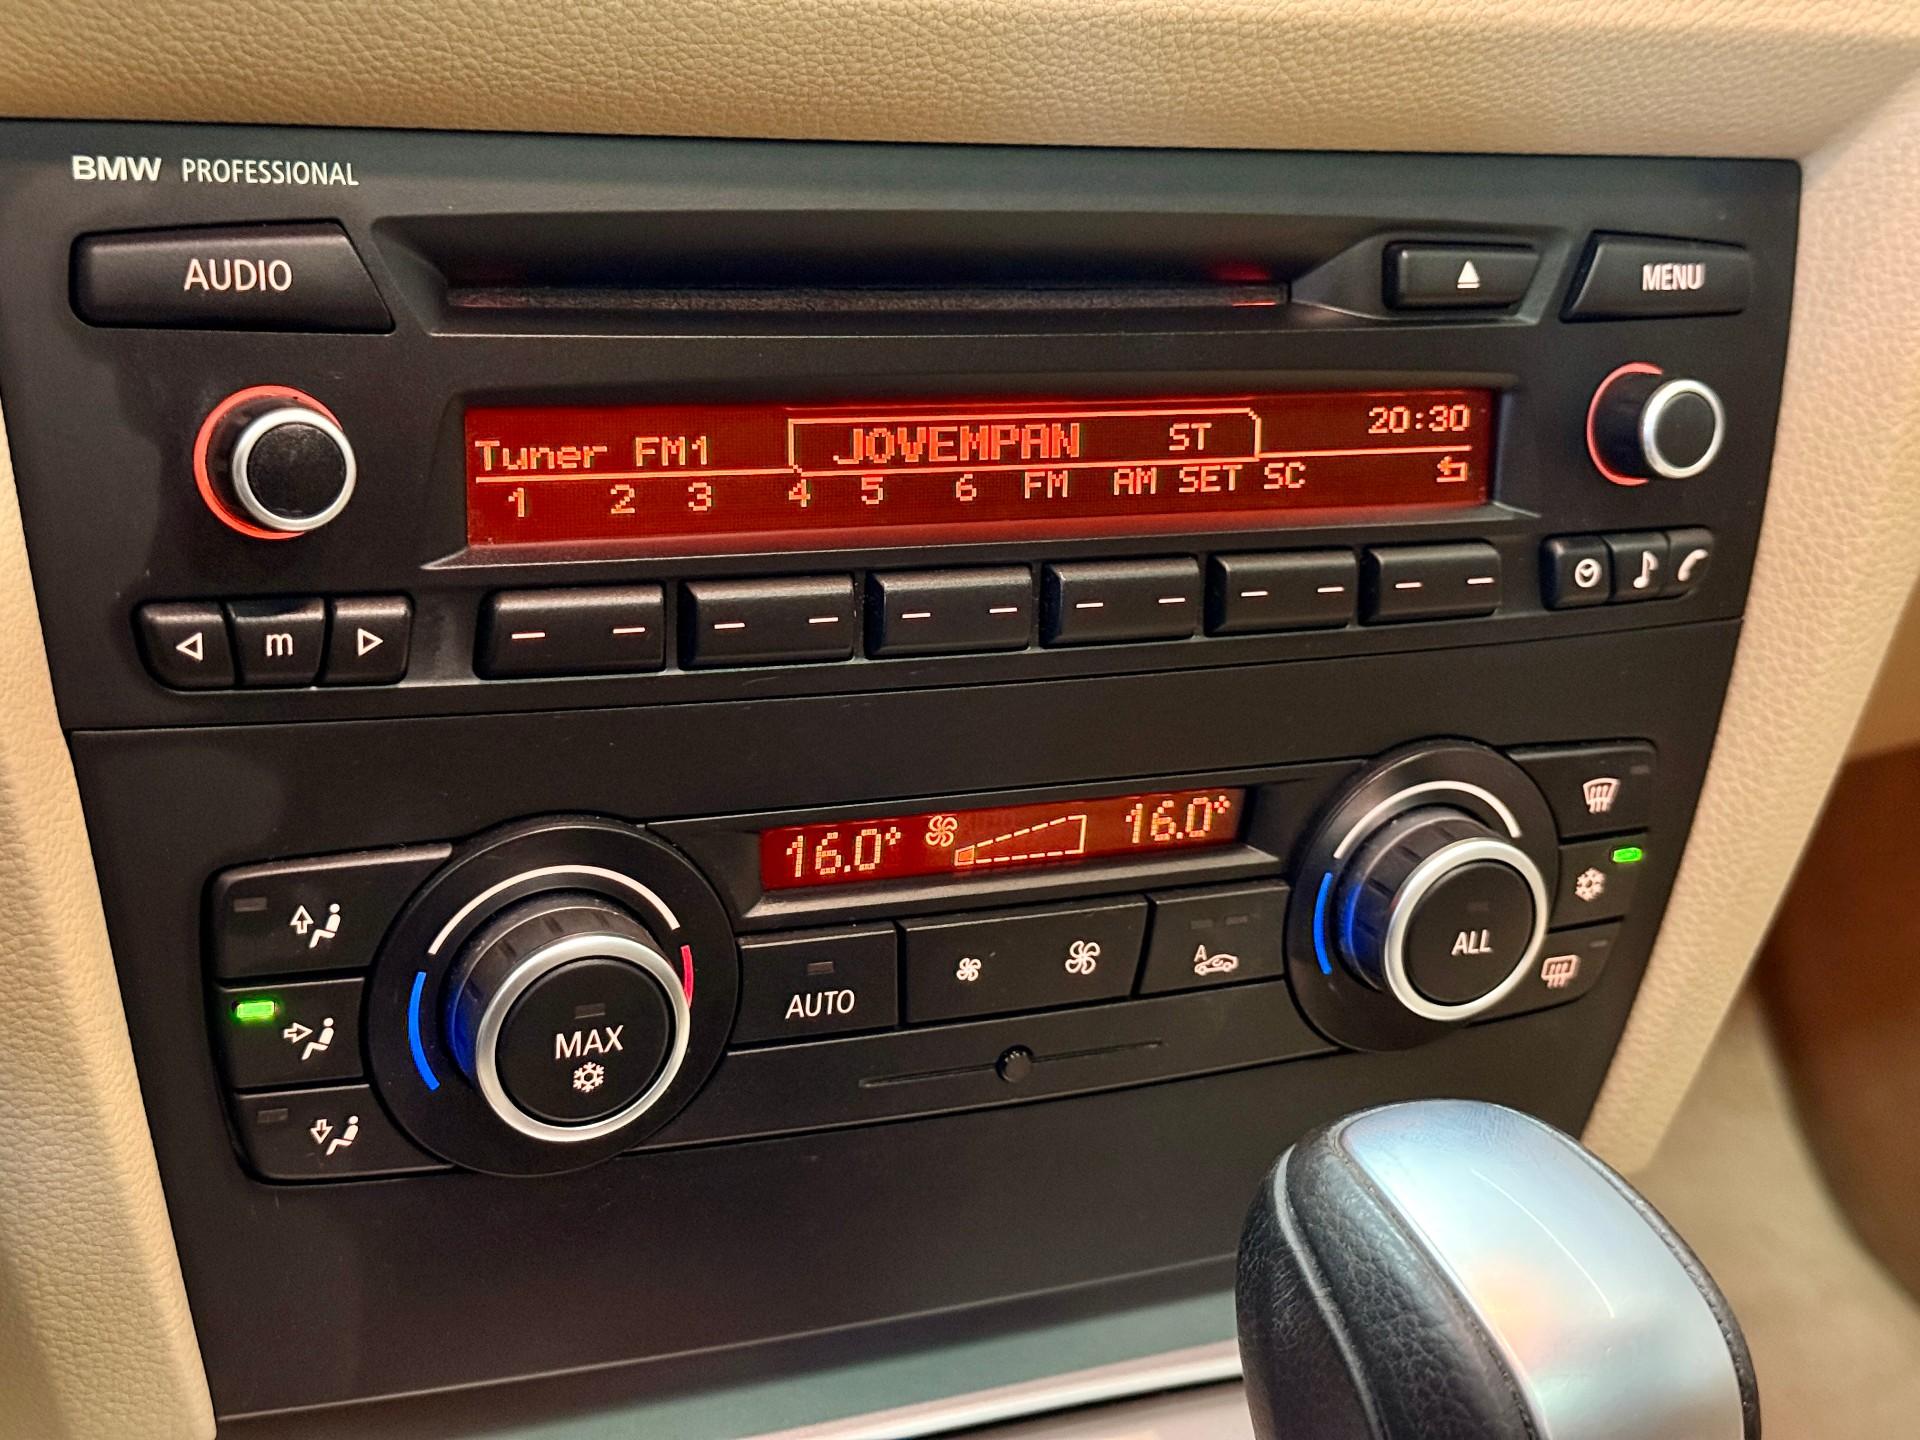 BMW PROFESSIONAL
AUDIO
MENU
Tuner FM1 JOVEMPAN ST 20:30
1 2 3 4 5 6 FM AM SET SC
m
16.0° 16.0°
MAX
AUTO
A
ALL